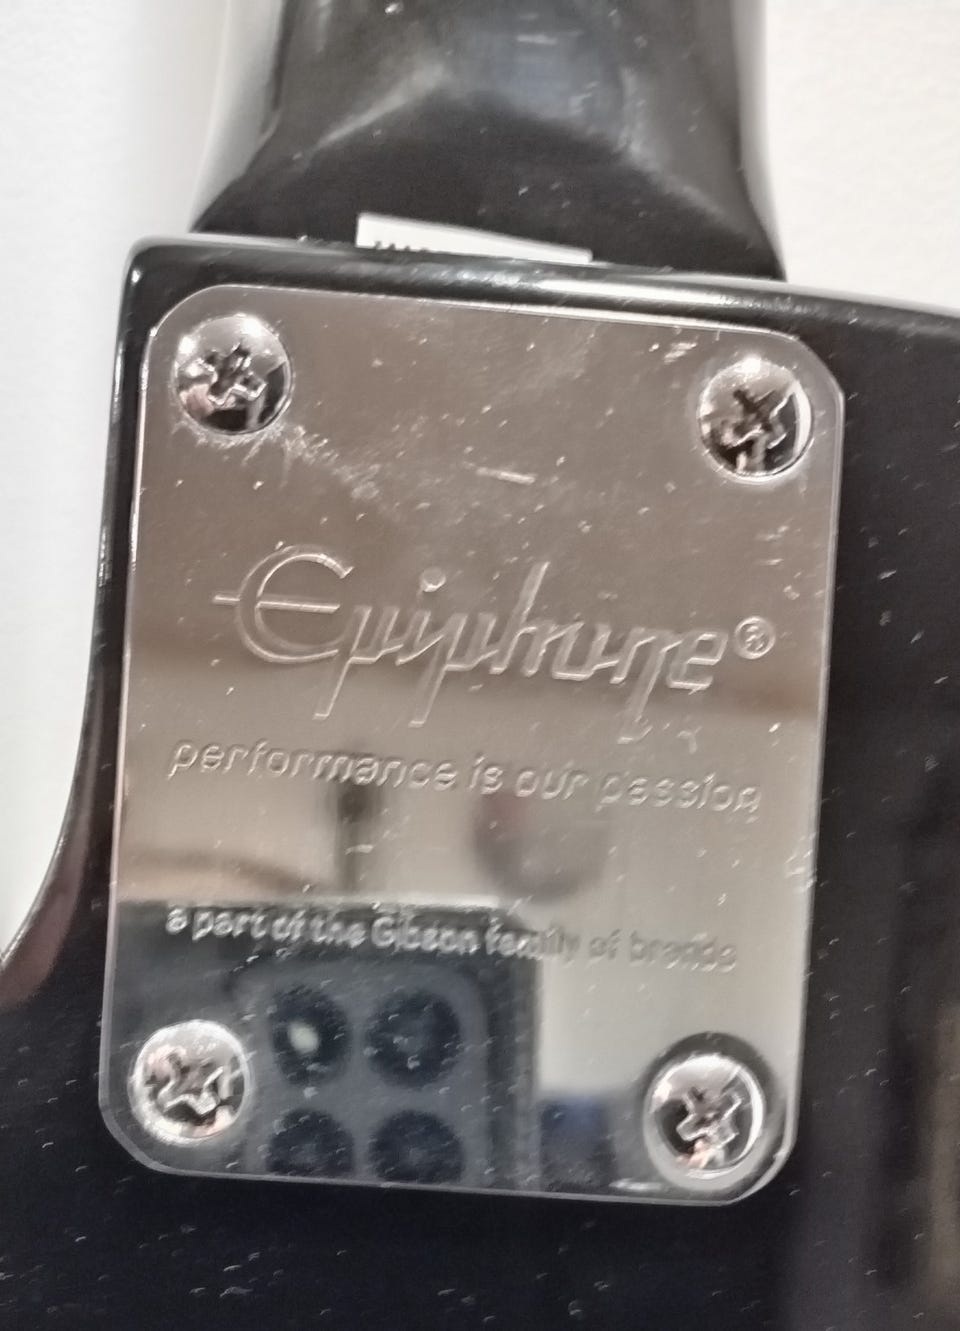 Epiphone®
performance is our passion
a part of the Gibson family of brands